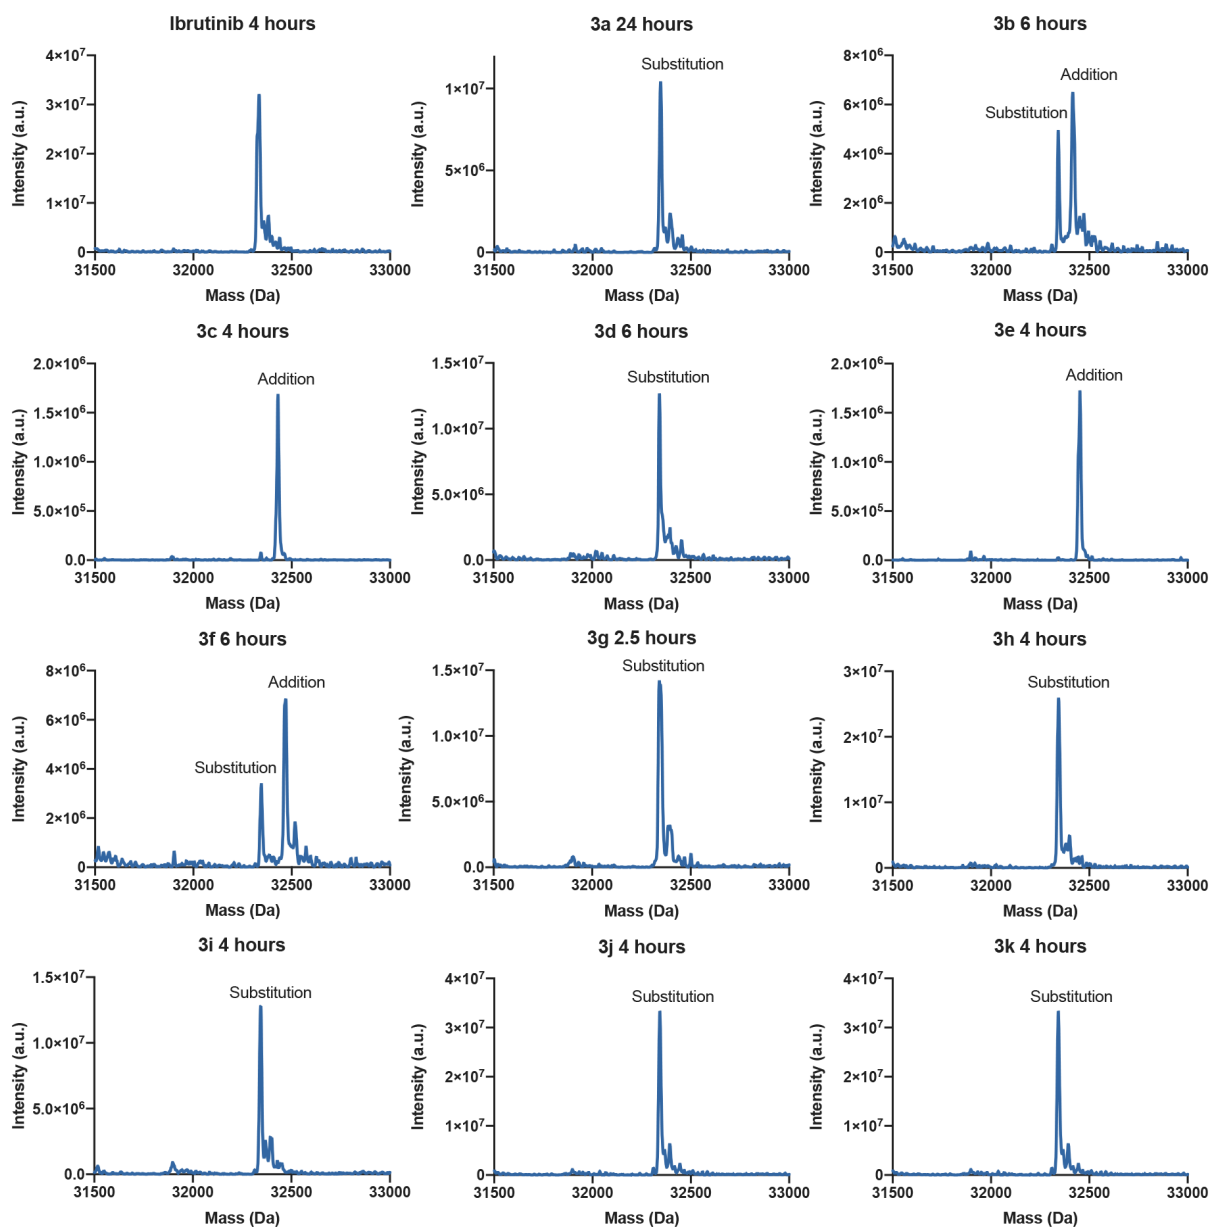 Ibrutinib 4 hours
4×10⁷
3×10⁷
2×10⁷
1×10⁷
0
Intensity (a.u.)
31500 32000 32500 33000
Mass (Da)
3a 24 hours
Substitution
1×10⁷
5×10⁶
0
Intensity (a.u.)
31500 32000 32500 33000
Mass (Da)
3b 6 hours
Addition
Substitution
8×10⁶
6×10⁶
4×10⁶
2×10⁶
0
Intensity (a.u.)
31500 32000 32500 33000
Mass (Da)
3c 4 hours
Addition
2.0×10⁶
1.5×10⁶
1.0×10⁶
5.0×10⁵
0.0
Intensity (a.u.)
31500 32000 32500 33000
Mass (Da)
3d 6 hours
Substitution
1.5×10⁷
1.0×10⁷
5.0×10⁶
0.0
Intensity (a.u.)
31500 32000 32500 33000
Mass (Da)
3e 4 hours
Addition
2.0×10⁶
1.5×10⁶
1.0×10⁶
5.0×10⁵
0.0
Intensity (a.u.)
31500 32000 32500 33000
Mass (Da)
3f 6 hours
Addition
Substitution
8×10⁶
6×10⁶
4×10⁶
2×10⁶
0
Intensity (a.u.)
31500 32000 32500 33000
Mass (Da)
3g 2.5 hours
Substitution
1.5×10⁷
1.0×10⁷
5.0×10⁶
0.0
Intensity (a.u.)
31500 32000 32500 33000
Mass (Da)
3h 4 hours
Substitution
3×10⁷
2×10⁷
1×10⁷
0
Intensity (a.u.)
31500 32000 32500 33000
Mass (Da)
3i 4 hours
Substitution
1.5×10⁷
1.0×10⁷
5.0×10⁶
0.0
Intensity (a.u.)
31500 32000 32500 33000
Mass (Da)
3j 4 hours
Substitution
4×10⁷
3×10⁷
2×10⁷
1×10⁷
0
Intensity (a.u.)
31500 32000 32500 33000
Mass (Da)
3k 4 hours
Substitution
4×10⁷
3×10⁷
2×10⁷
1×10⁷
0
Intensity (a.u.)
31500 32000 32500 33000
Mass (Da)